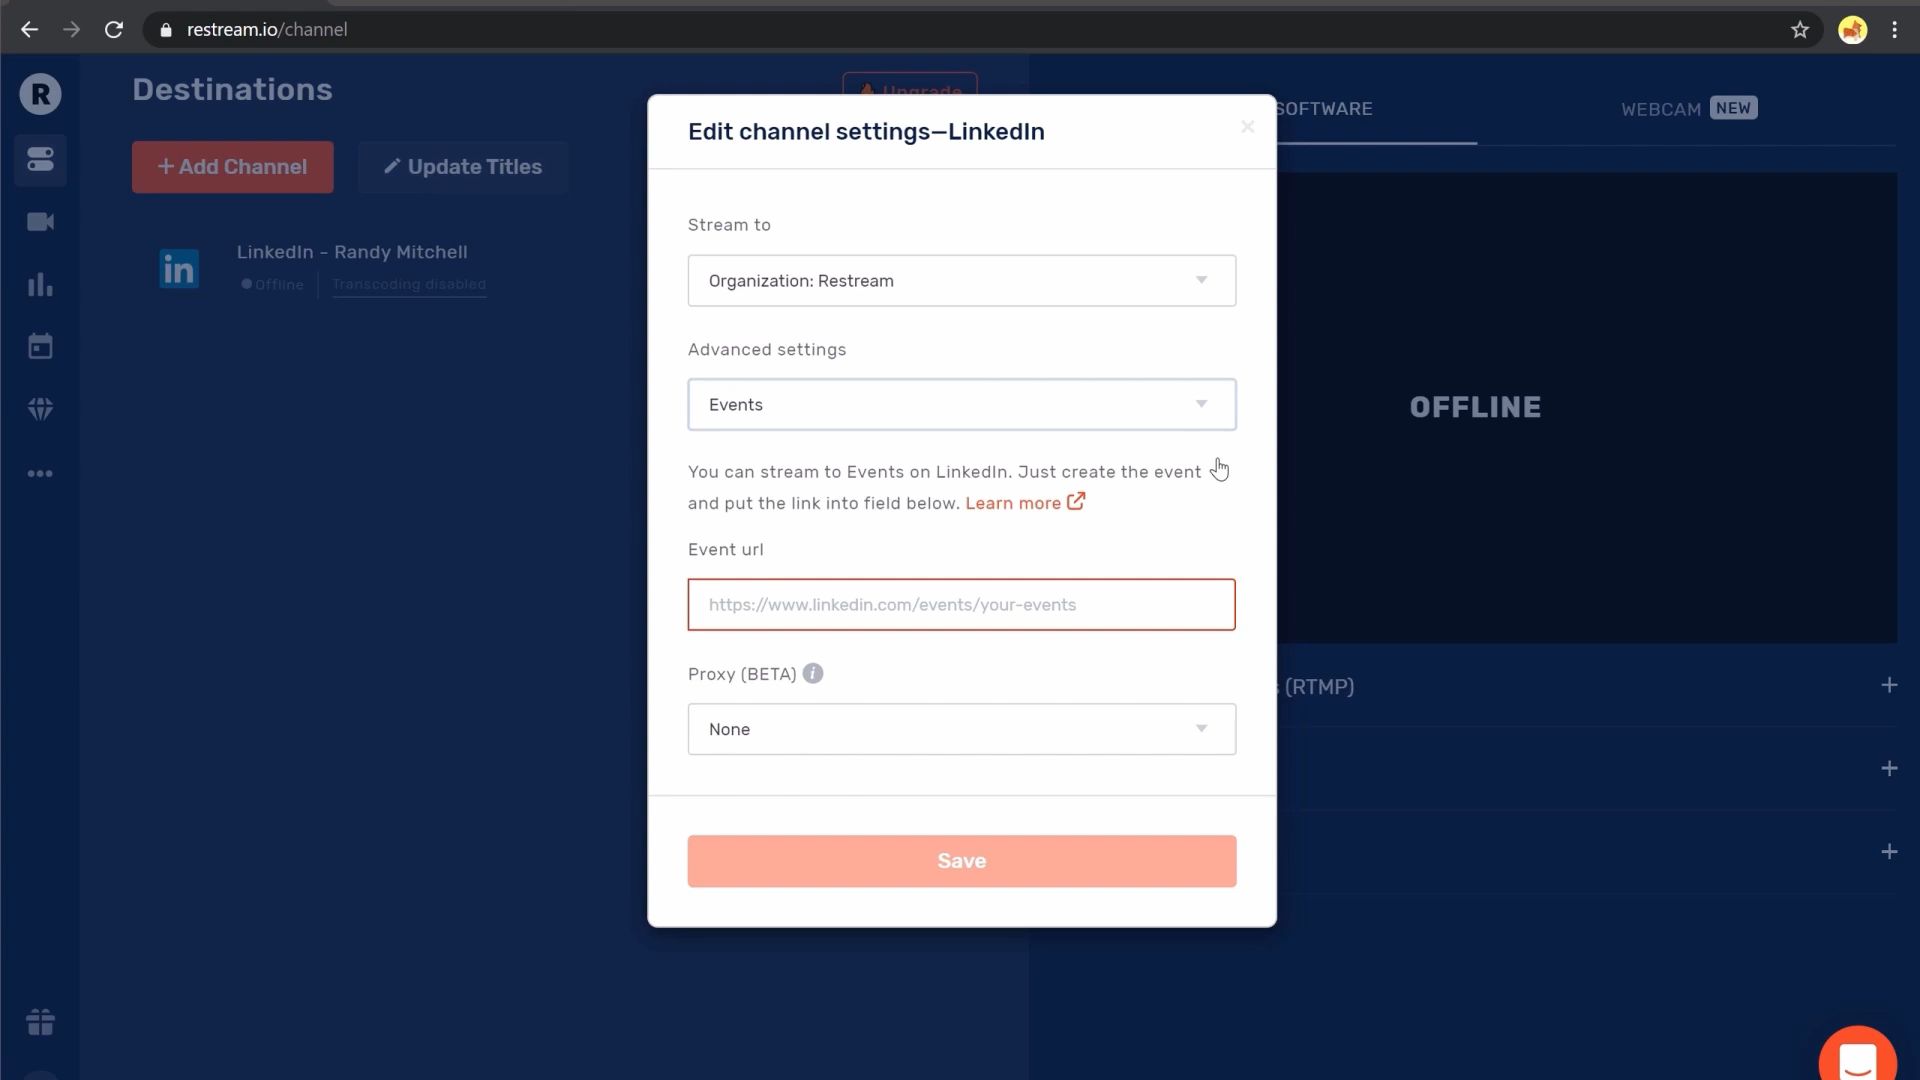 restream.io/channel
R
Destinations
Upgrade
+ Add Channel
Update Titles
in
LinkedIn - Randy Mitchell
Offline
Transcoding disabled
Edit channel settings—LinkedIn
×
Stream to
Organization: Restream
Advanced settings
Events
You can stream to Events on LinkedIn. Just create the event
and put the link into field below. Learn more
Event url
https://www.linkedin.com/events/your-events
Proxy (BETA) i
None
Save
SOFTWARE
WEBCAM NEW
OFFLINE
(RTMP)
+
+
+